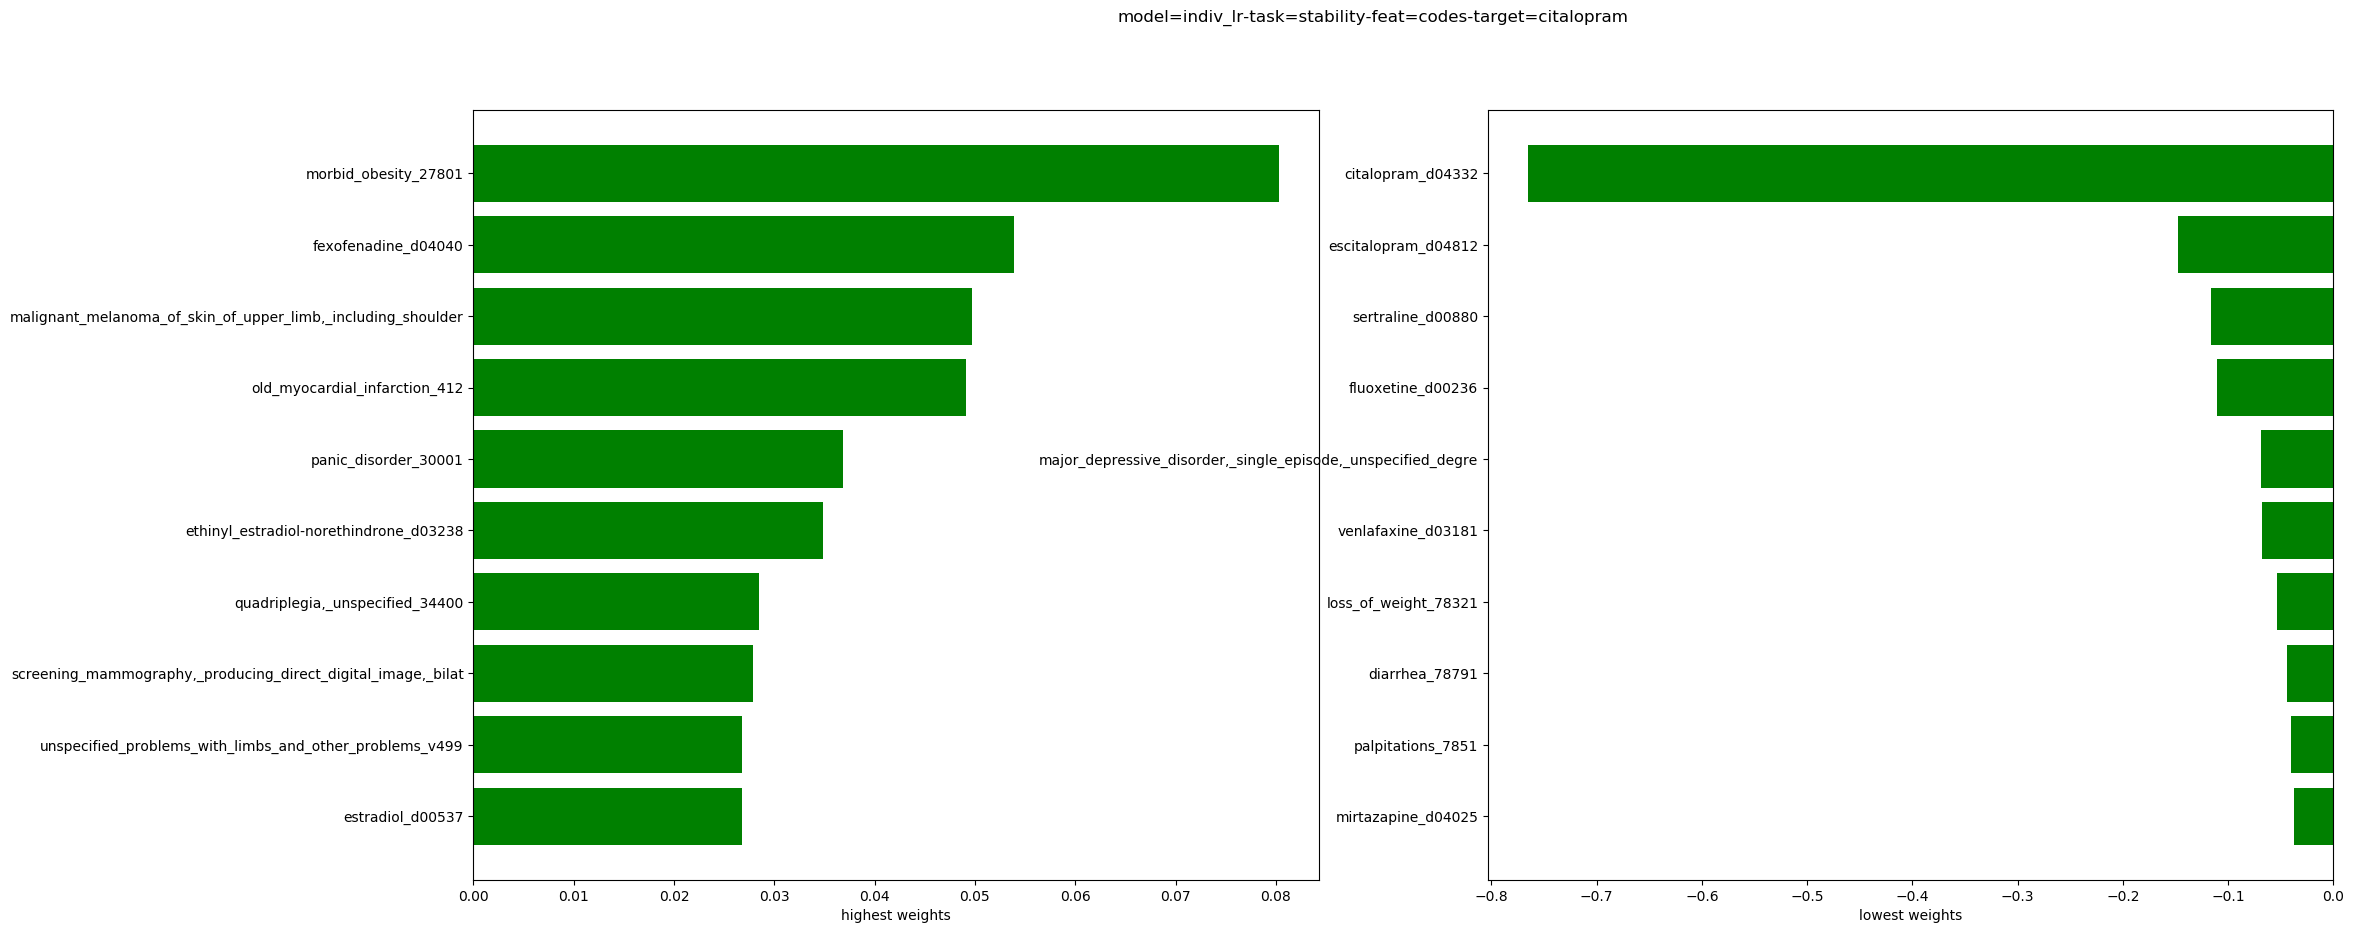 model=indiv_lr-task=stability-feat=codes-target=citalopram
morbid_obesity_27801
fexofenadine_d04040
malignant_melanoma_of_skin_of_upper_limb,_including_shoulder
old_myocardial_infarction_412
panic_disorder_30001
ethinyl_estradiol-norethindrone_d03238
quadriplegia,_unspecified_34400
screening_mammography,_producing_direct_digital_image,_bilat
unspecified_problems_with_limbs_and_other_problems_v499
estradiol_d00537
0.00 0.01 0.02 0.03 0.04 0.05 0.06 0.07 0.08
highest weights
citalopram_d04332
escitalopram_d04812
sertraline_d00880
fluoxetine_d00236
major_depressive_disorder,_single_episode,_unspecified_degre
venlafaxine_d03181
loss_of_weight_78321
diarrhea_78791
palpitations_7851
mirtazapine_d04025
−0.8 −0.7 −0.6 −0.5 −0.4 −0.3 −0.2 −0.1 0.0
lowest weights